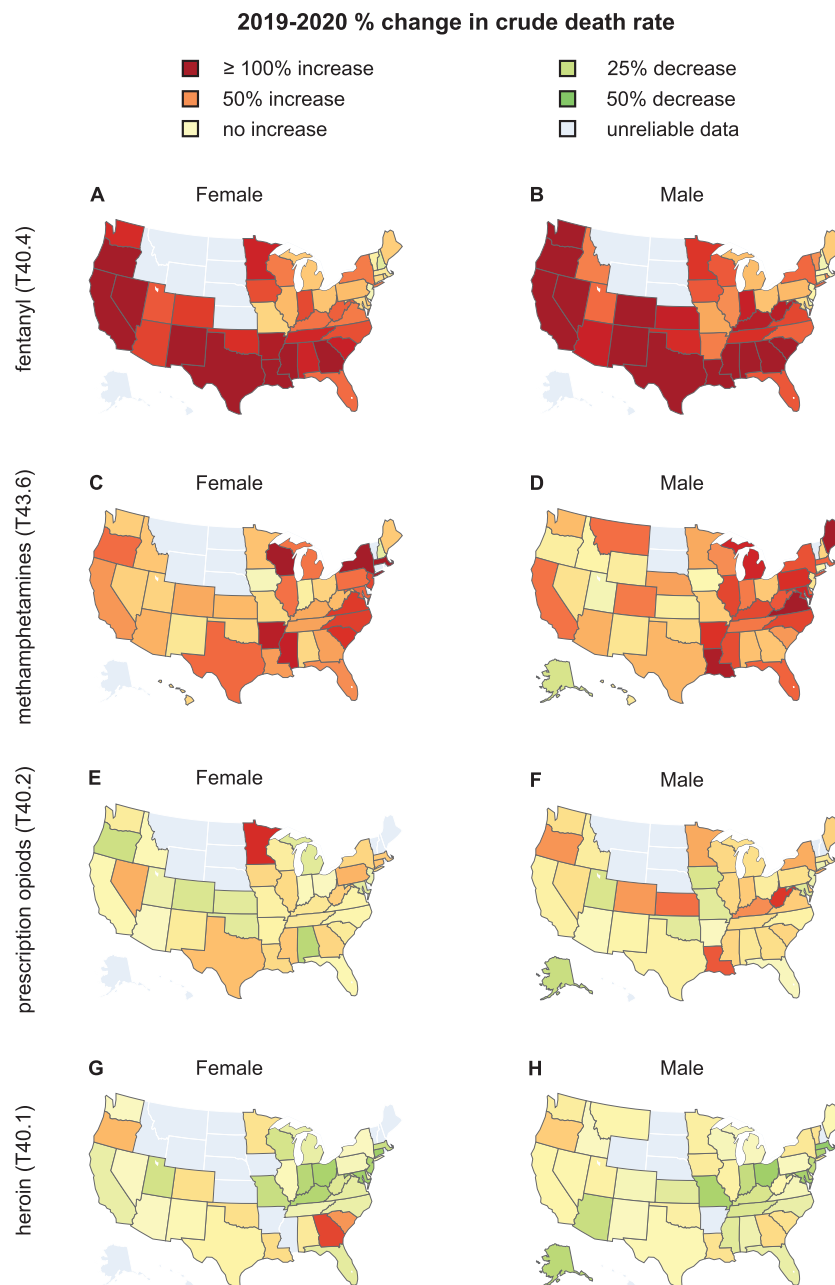 2019-2020 % change in crude death rate
≥ 100% increase
25% decrease
50% increase
50% decrease
no increase
unreliable data
A Female
B Male
fentanyl (T40.4)
C Female
D Male
methamphetamines (T43.6)
E Female
F Male
prescription opiods (T40.2)
G Female
H Male
heroin (T40.1)